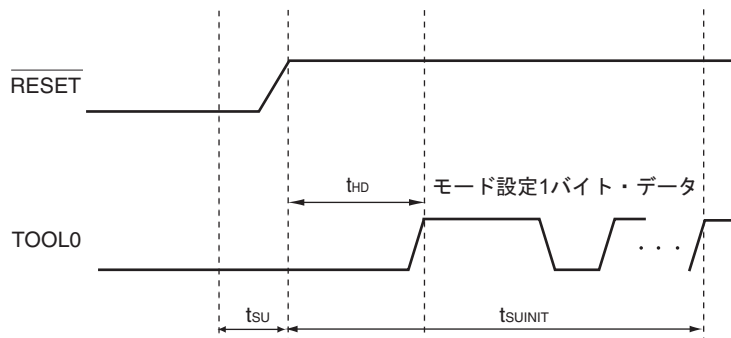 RESET
tHD
モード設定1バイト・データ
TOOL0
. . .
tSU
tSUINIT